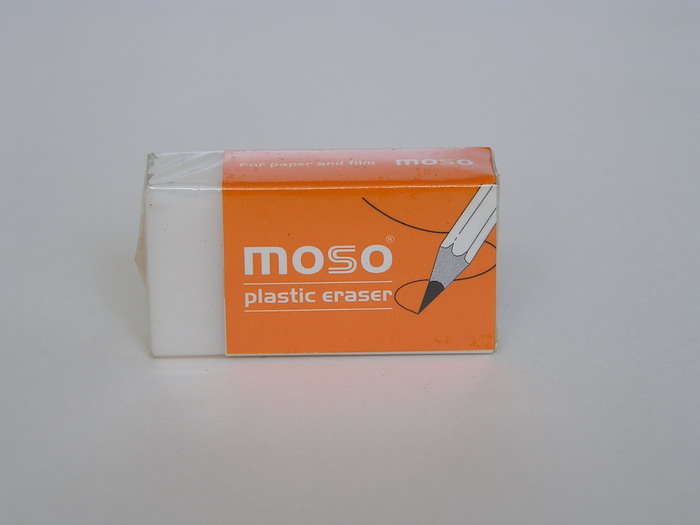 For paper and film moso
moso®
plastic eraser